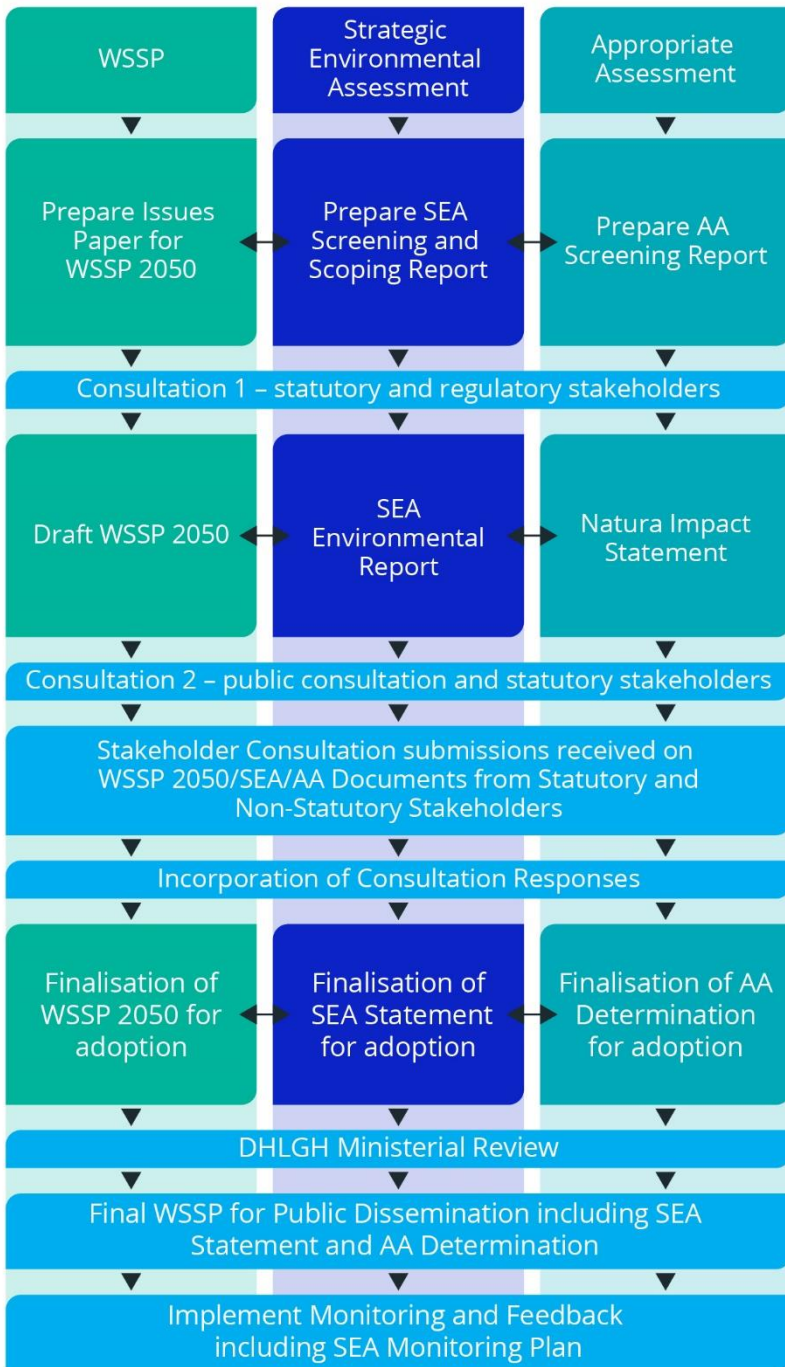 WSSP
Strategic
Environmental
Assessment
Appropriate
Assessment
Prepare Issues
Paper for
WSSP 2050
Prepare SEA
Screening and
Scoping Report
Prepare AA
Screening Report
Consultation 1 – statutory and regulatory stakeholders
Draft WSSP 2050
SEA
Environmental
Report
Natura Impact
Statement
Consultation 2 – public consultation and statutory stakeholders
Stakeholder Consultation submissions received on
WSSP 2050/SEA/AA Documents from Statutory and
Non-Statutory Stakeholders
Incorporation of Consultation Responses
Finalisation of
WSSP 2050 for
adoption
Finalisation of
SEA Statement
for adoption
Finalisation of AA
Determination
for adoption
DHLGH Ministerial Review
Final WSSP for Public Dissemination including SEA
Statement and AA Determination
Implement Monitoring and Feedback
including SEA Monitoring Plan